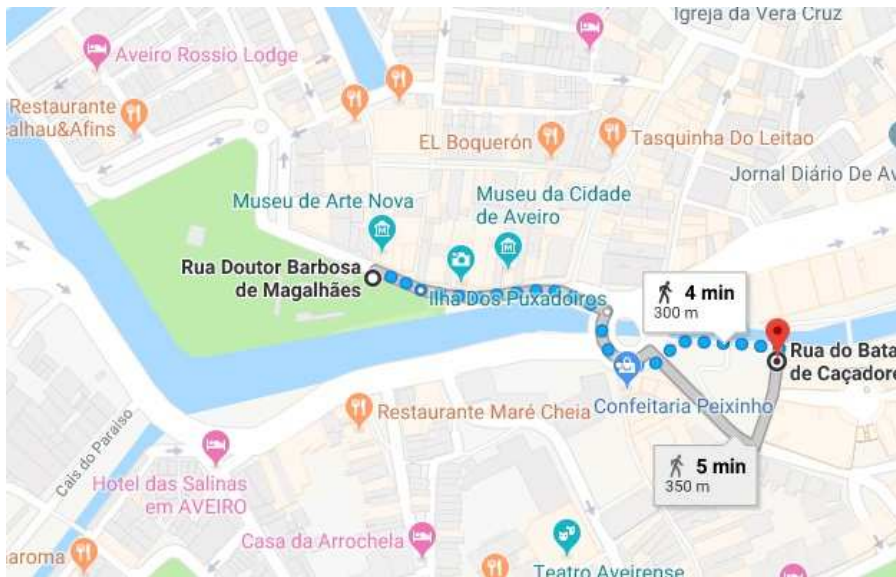 Igreja da Vera Cruz
Aveiro Rossio Lodge
Restaurante
calhau&Afins
EL Boquerón
Tasquinha Do Leitao
Jornal Diário De Av
Museu de Arte Nova
Museu da Cidade
de Aveiro
Rua Doutor Barbosa
de Magalhães
Ilha Dos Puxadoiros
4 min
300 m
Rua do Bata
de Caçadore
Confeitaria Peixinho
Restaurante Maré Cheia
5 min
350 m
Cais do Paraíso
Hotel das Salinas
em AVEIRO
Casa da Arrochela
aroma
Teatro Aveirense